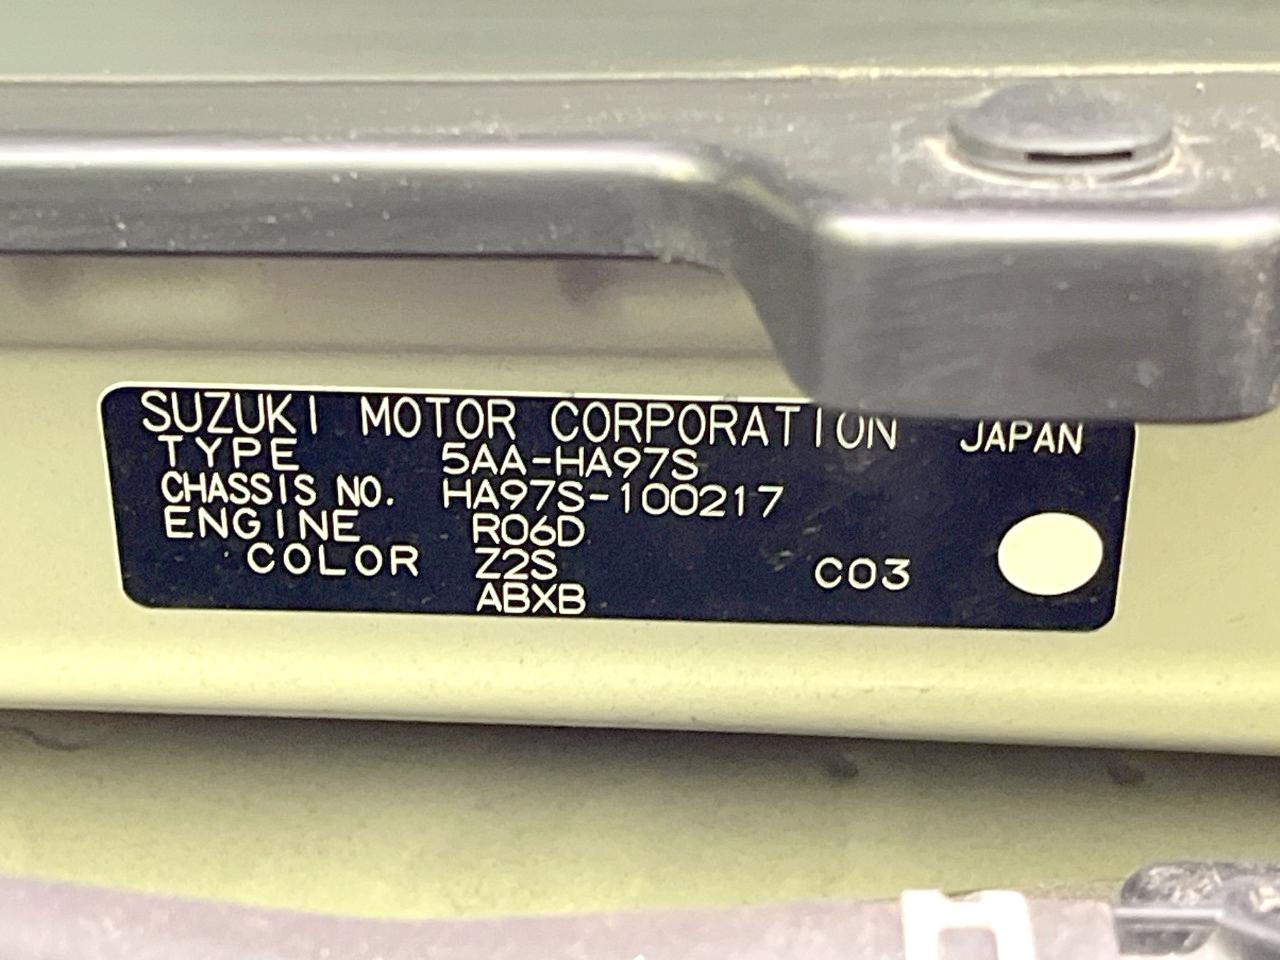 SUZUKI MOTOR CORPORATION JAPAN
TYPE 5AA-HA97S
CHASSIS NO. HA97S-100217
ENGINE R06D
COLOR Z2S C03
ABXB